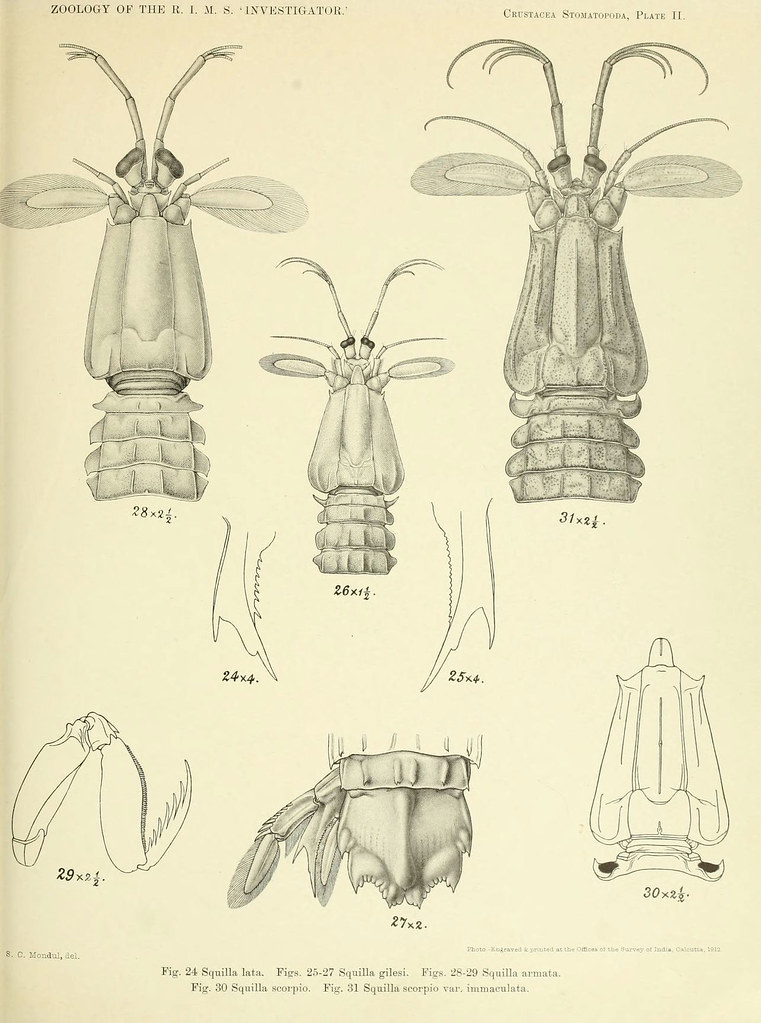 ZOOLOGY OF THE R. I. M. S. 'INVESTIGATOR.'
CRUSTACEA STOMATOPODA, PLATE II.
28×2½.
31×2½.
26×1½.
24×4.
25×4.
29×2½.
27×2.
30×2½.
S. C. Mondul, del.
Photo-Engraved & printed at the Offices of the Survey of India, Calcutta, 1912.
Fig. 24 Squilla lata. Figs. 25-27 Squilla gilesi. Figs. 28-29 Squilla armata.
Fig. 30 Squilla scorpio. Fig. 31 Squilla scorpio var. immaculata.